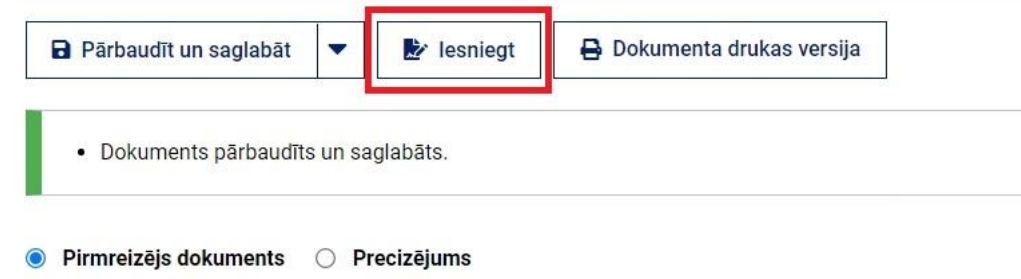 Pārbaudīt un saglabāt Iesniegt Dokumenta drukas versija
• Dokuments pārbaudīts un saglabāts.
Pirmreizējs dokuments Precizējums